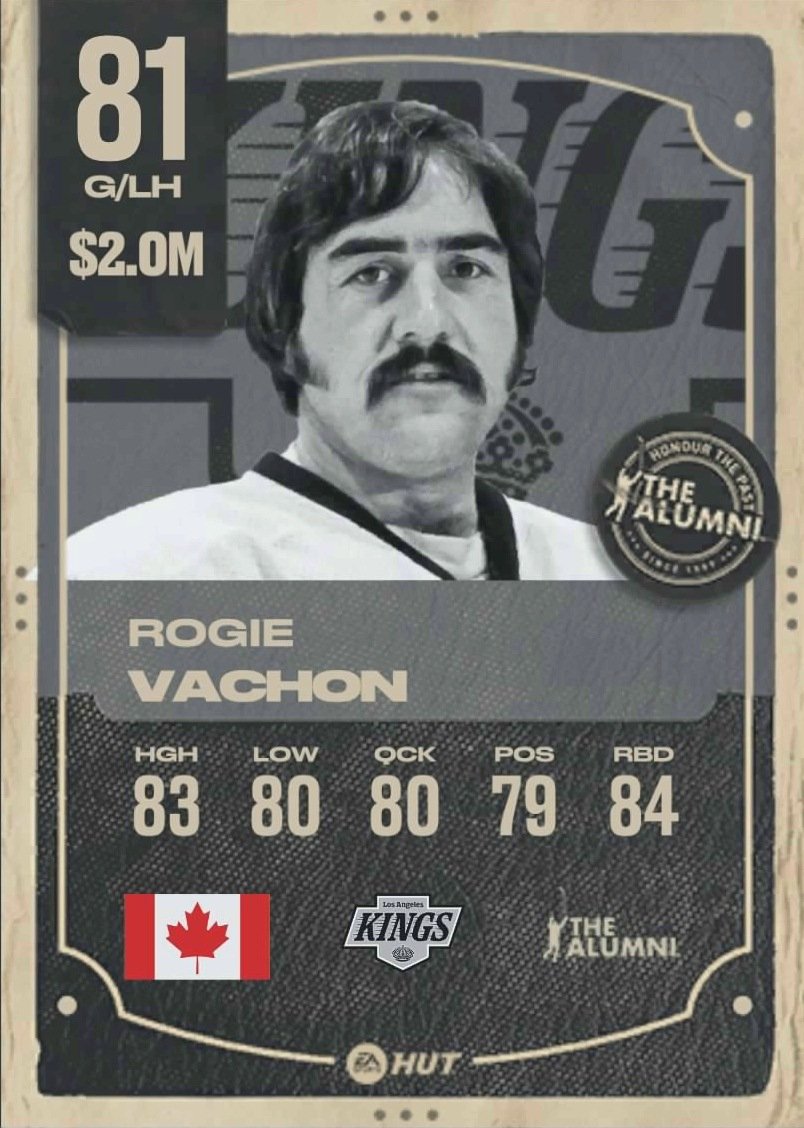 81
G/LH
$2.0M
KINGS
HONOUR THE PAST
THE
ALUMNI
ROGIE
VACHON
HGH LOW QCK POS RBD
83 80 80 79 84
Los Angeles
KINGS
THE
ALUMNI
EA HUT